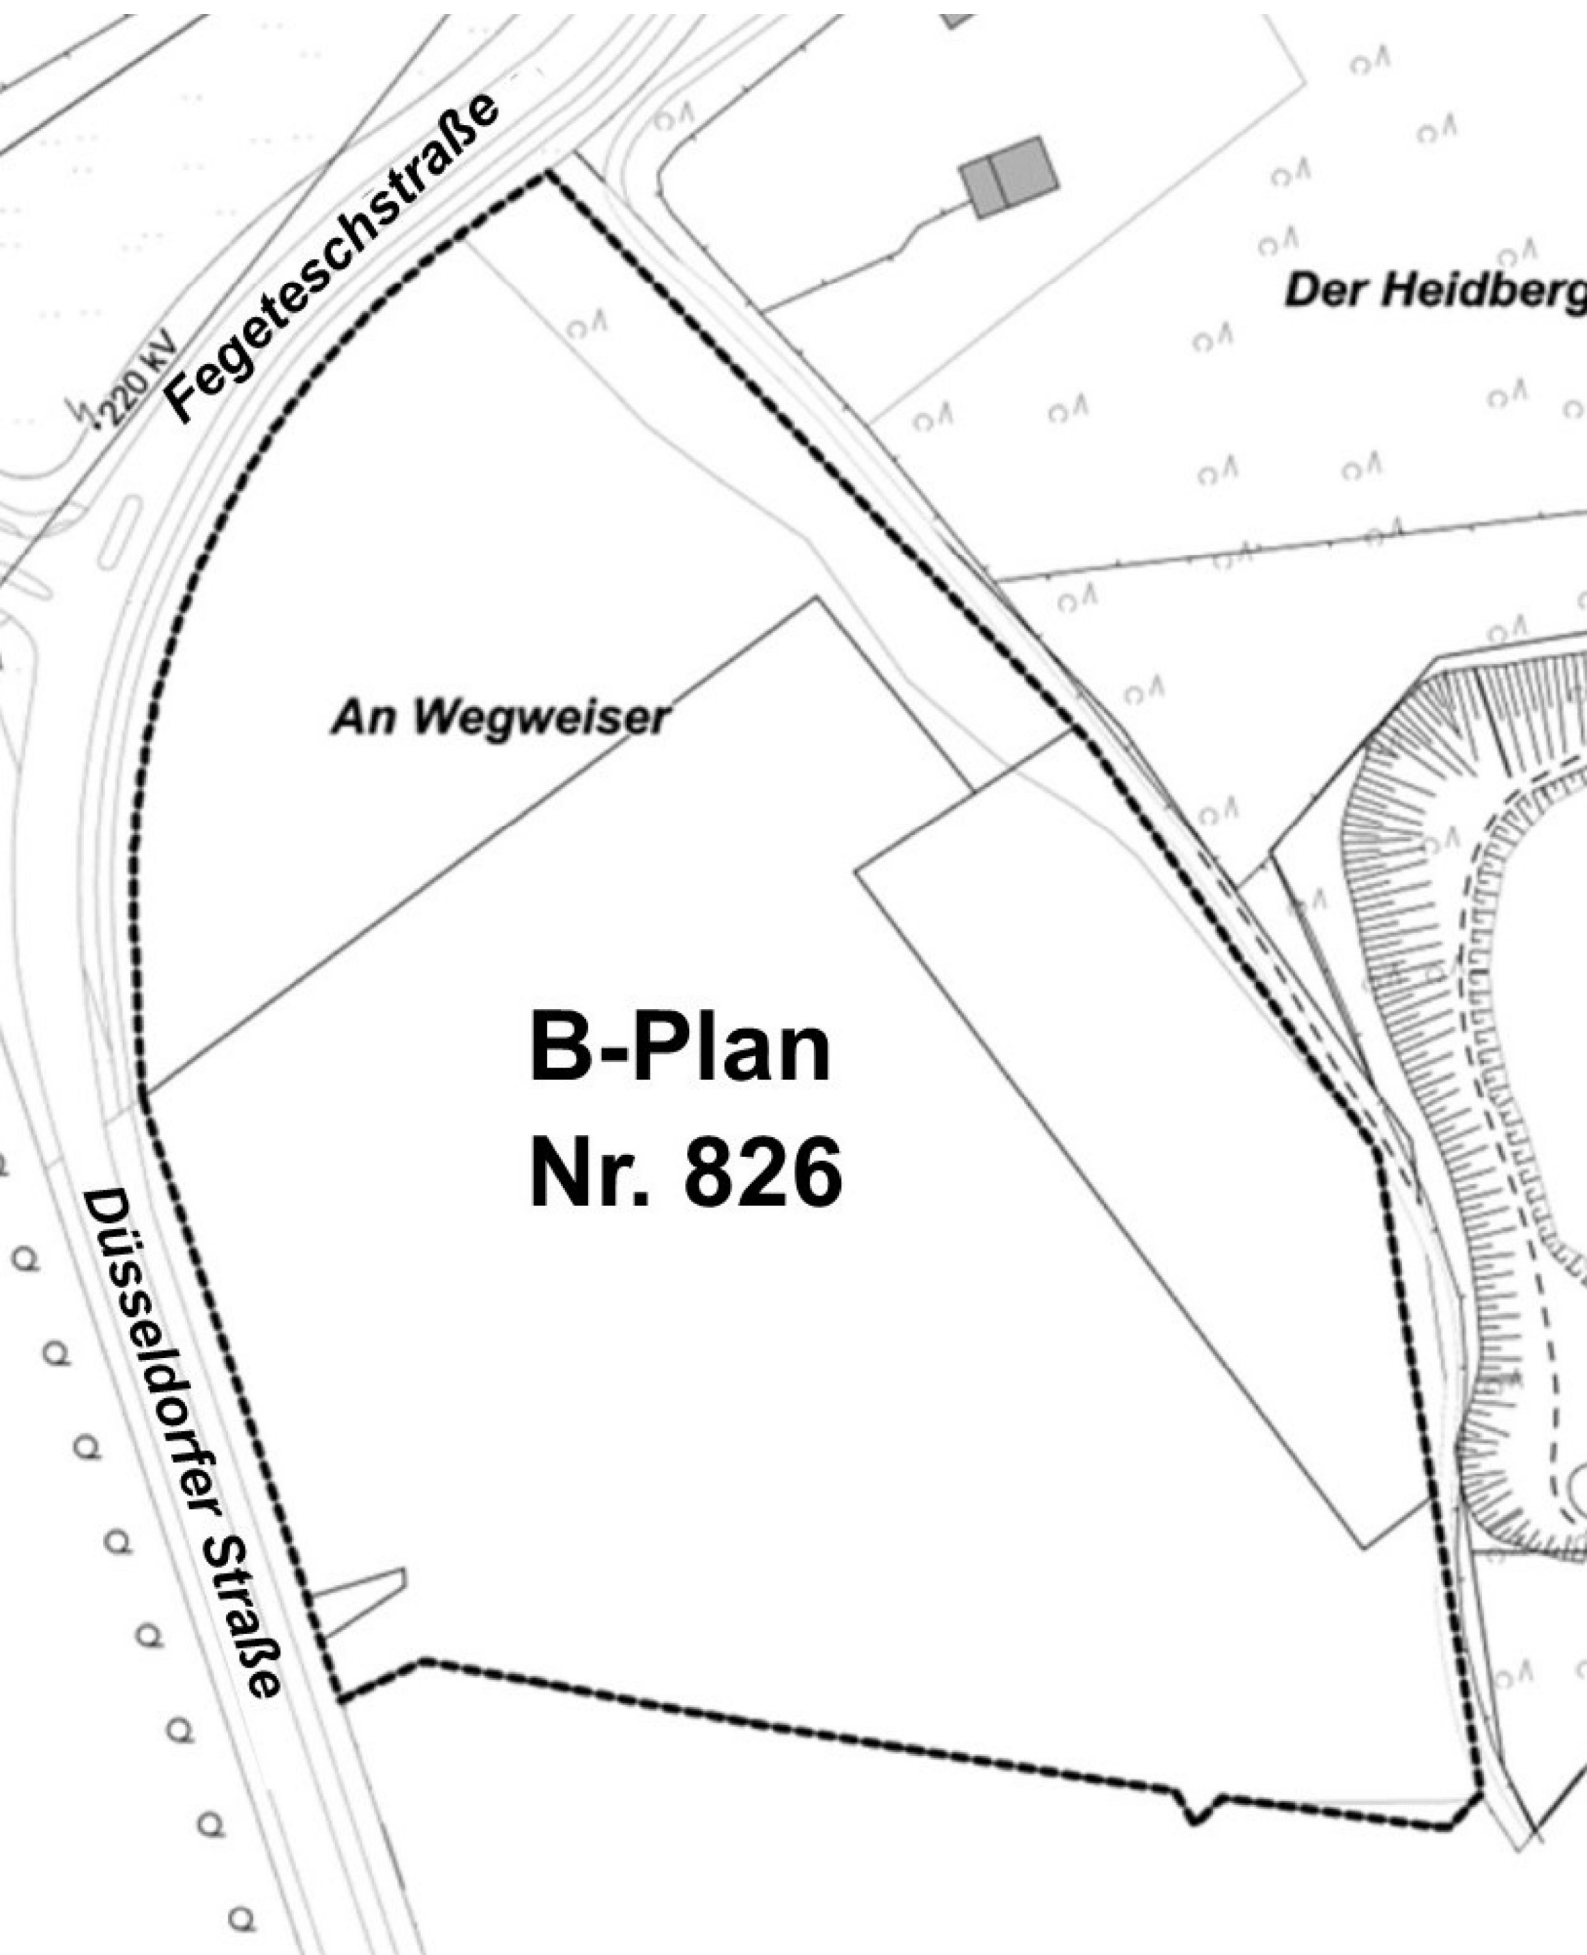 Fegeteschstraße
220 kV
Der Heidberg
An Wegweiser
B-Plan
Nr. 826
Düsseldorfer Straße